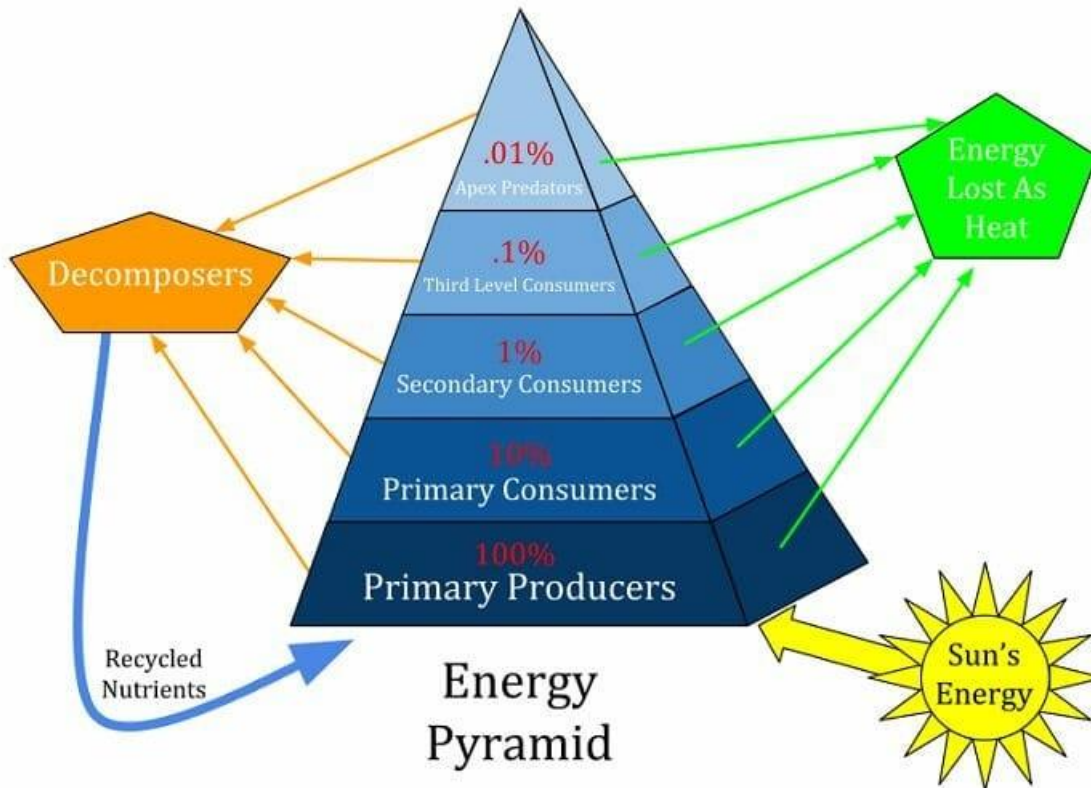 .01%
Apex Predators
.1%
Third Level Consumers
1%
Secondary Consumers
10%
Primary Consumers
100%
Primary Producers
Decomposers
Energy
Lost As
Heat
Recycled
Nutrients
Energy
Pyramid
Sun's
Energy